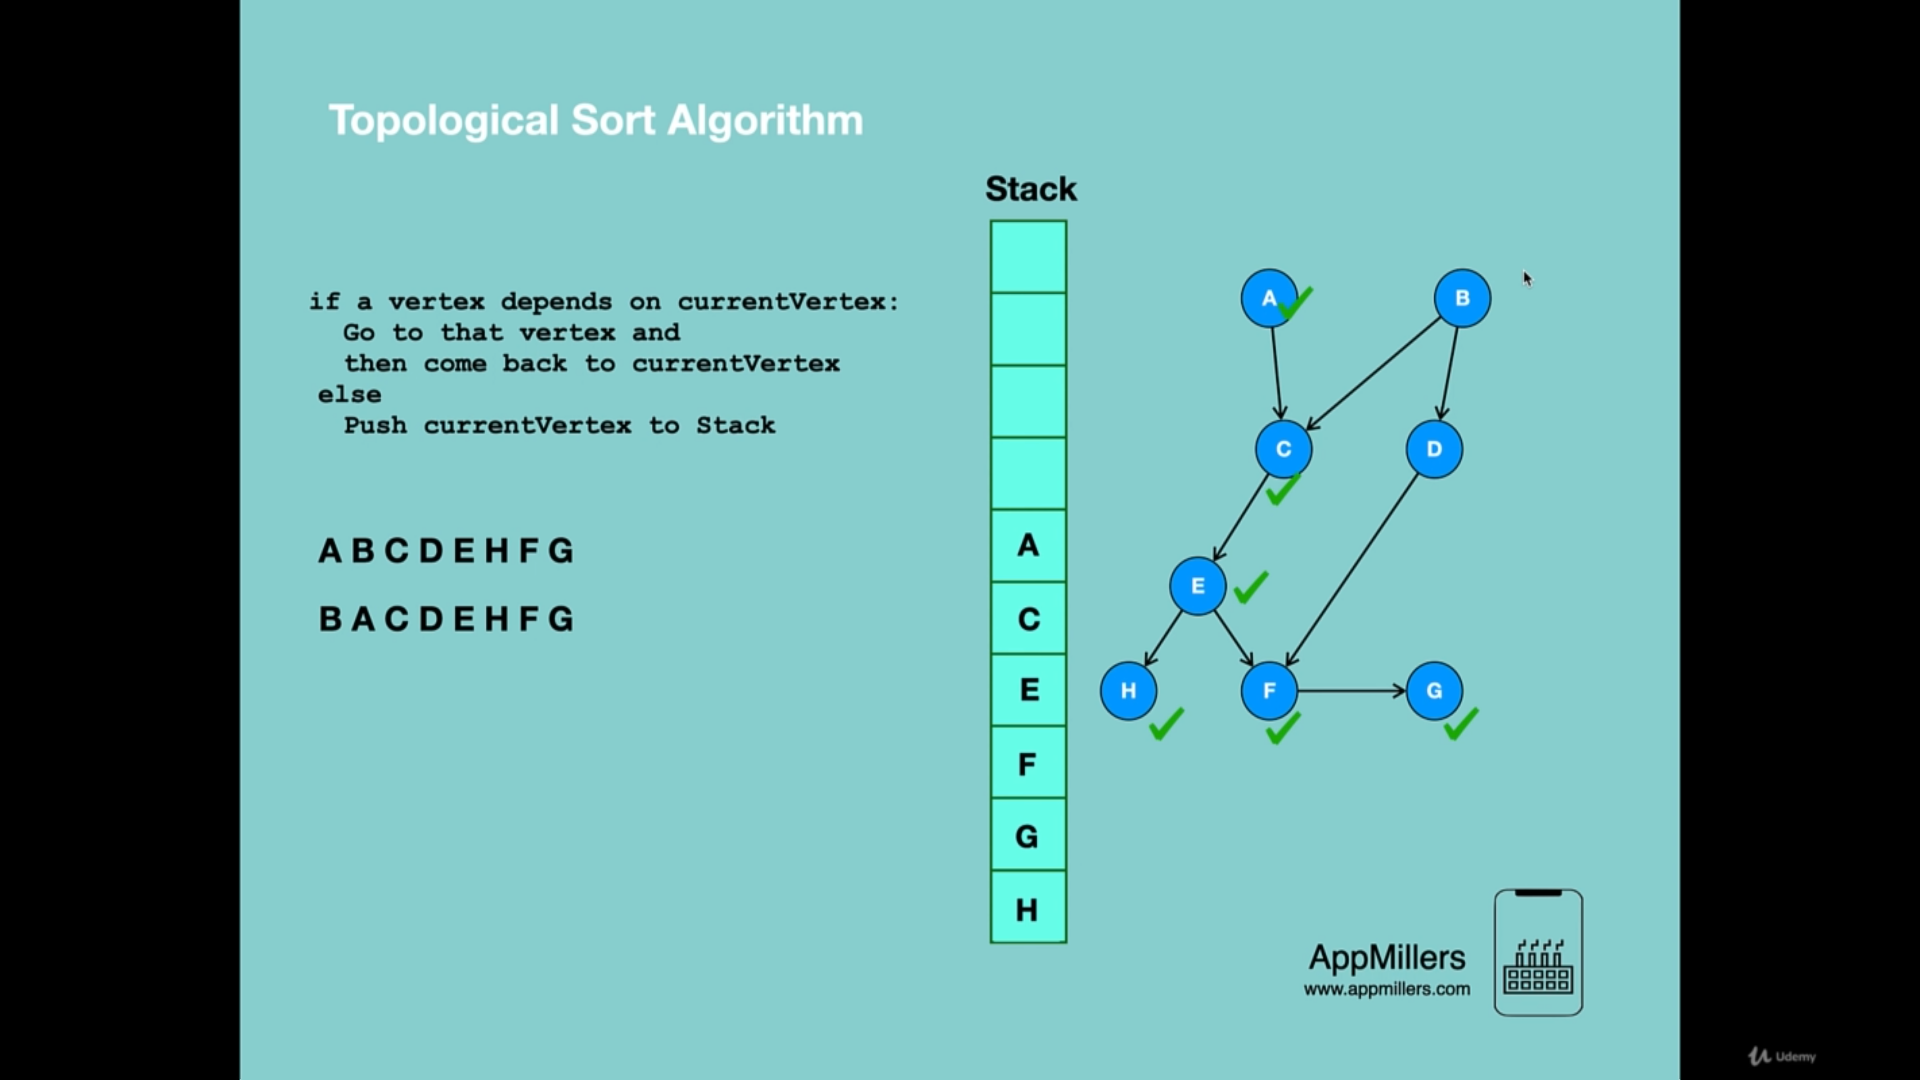 Topological Sort Algorithm
Stack
if a vertex depends on currentVertex:
Go to that vertex and
then come back to currentVertex
else
Push currentVertex to Stack
A B C D E H F G
B A C D E H F G
A
C
E
F
G
H
A
B
C
D
E
H
F
G
AppMillers
www.appmillers.com
Udemy